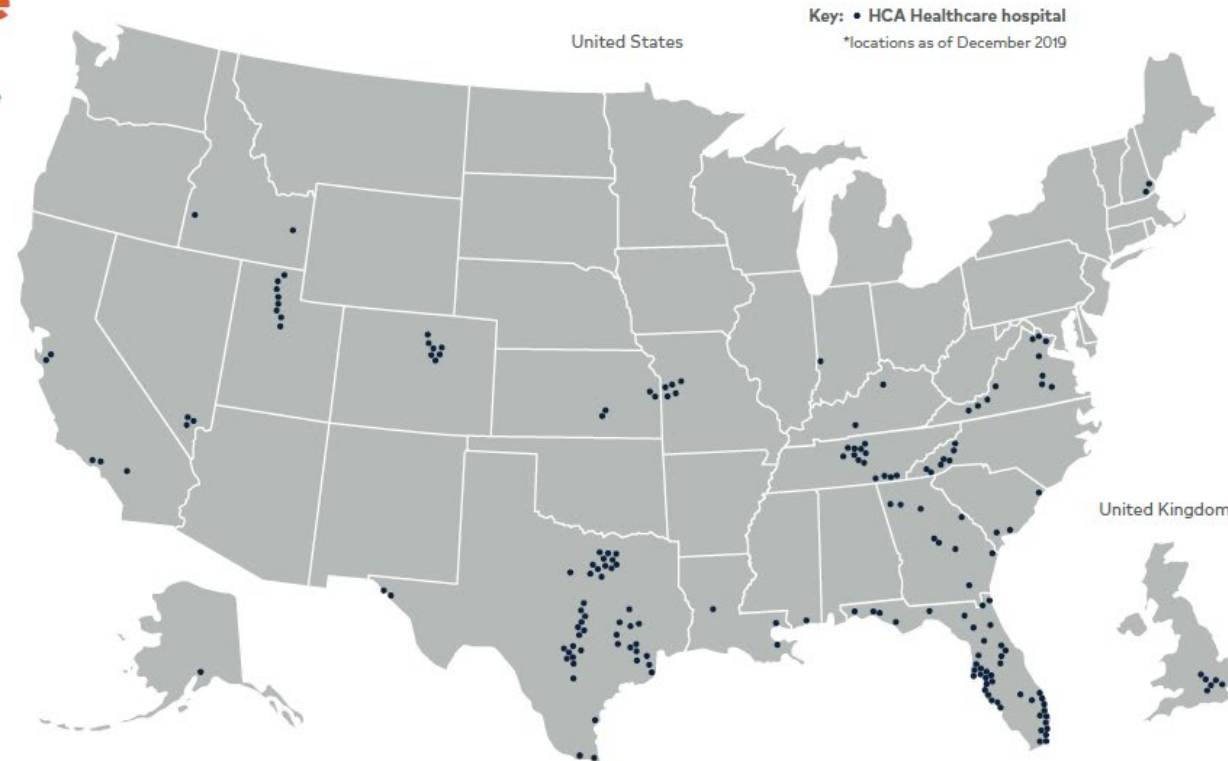 Key: • HCA Healthcare hospital
United States
*locations as of December 2019
United Kingdom